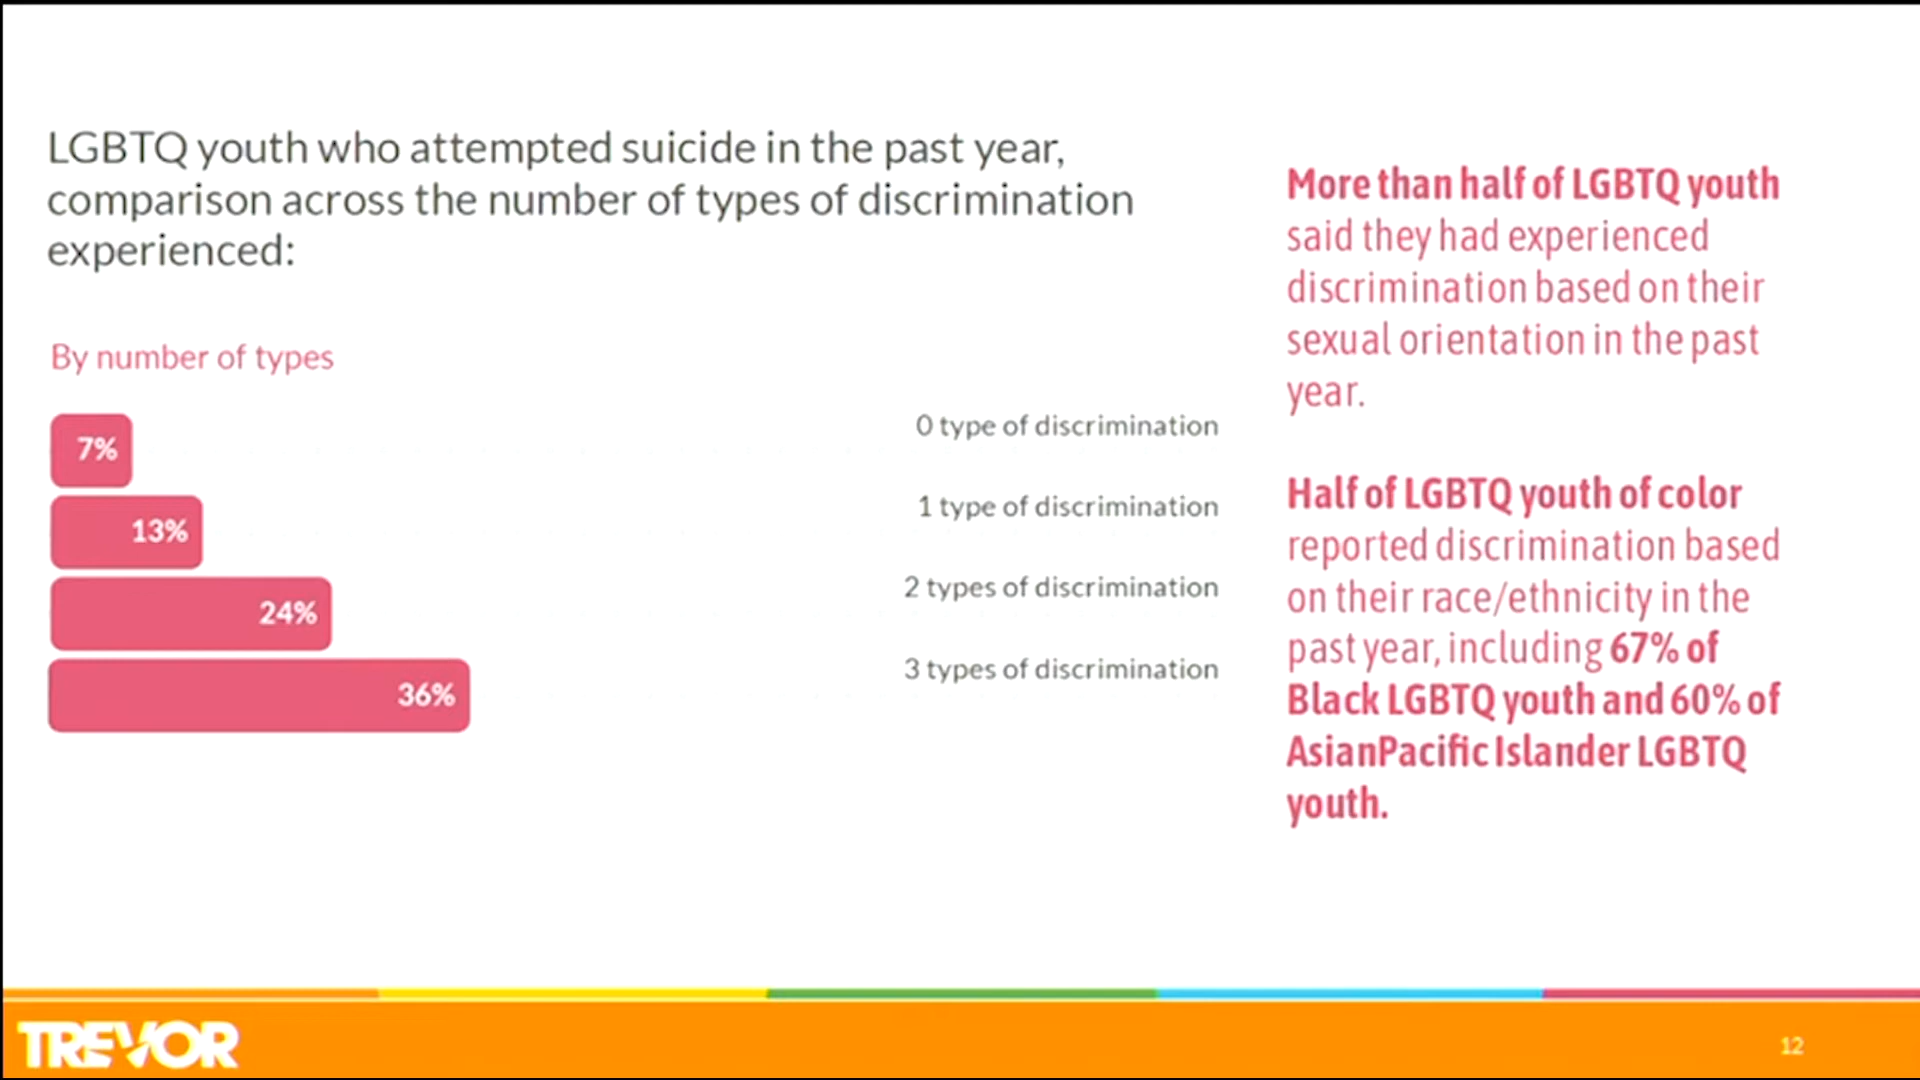 LGBTQ youth who attempted suicide in the past year,
comparison across the number of types of discrimination
experienced:
By number of types
7%
0 type of discrimination
13%
1 type of discrimination
24%
2 types of discrimination
36%
3 types of discrimination
More than half of LGBTQ youth
said they had experienced
discrimination based on their
sexual orientation in the past
year.
Half of LGBTQ youth of color
reported discrimination based
on their race/ethnicity in the
past year, including 67% of
Black LGBTQ youth and 60% of
AsianPacific Islander LGBTQ
youth.
TREVOR
12